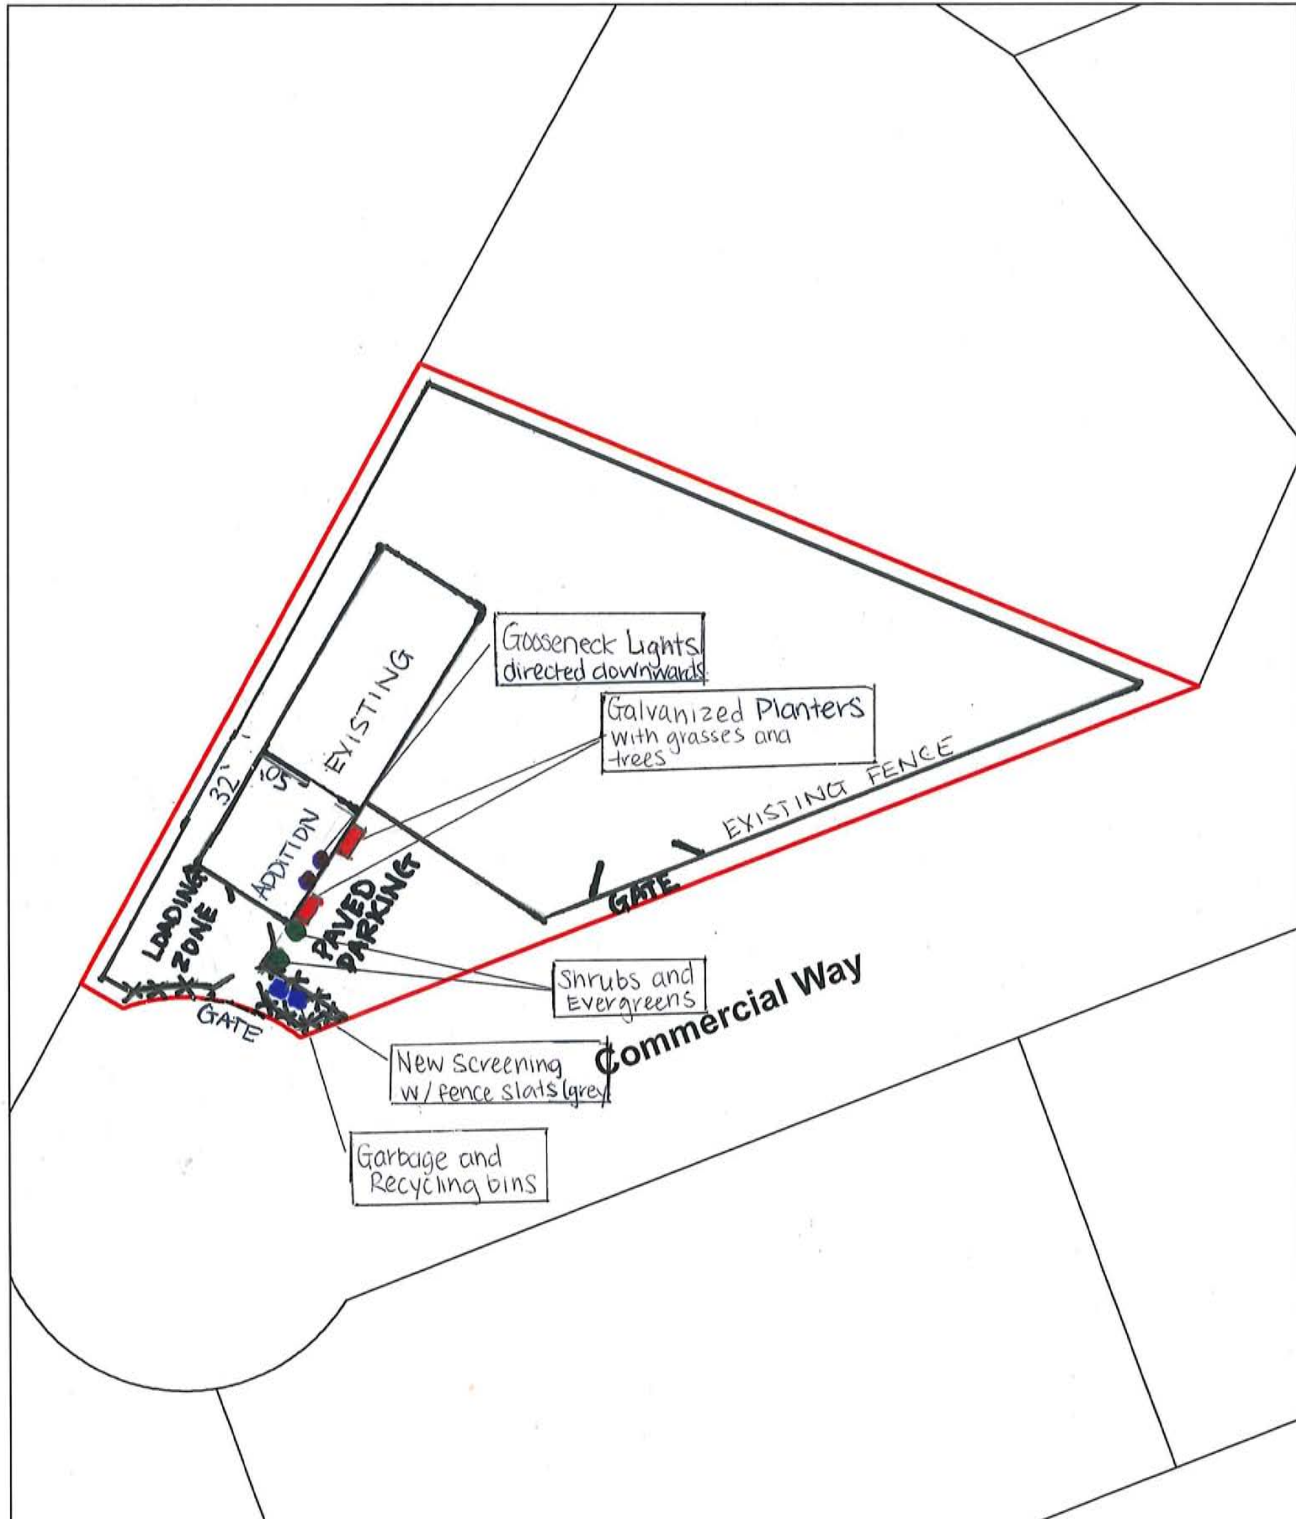 EXISTING
Gooseneck Lights
directed downwards
Galvanized Planters
with grasses and
trees
EXISTING FENCE
32'
ADDITION
GATE
LOADING
ZONE
PAVED
PARKING
Shrubs and
Evergreens
Commercial Way
GATE
New Screening
w/ fence slats (grey
Garbage and
Recycling bins